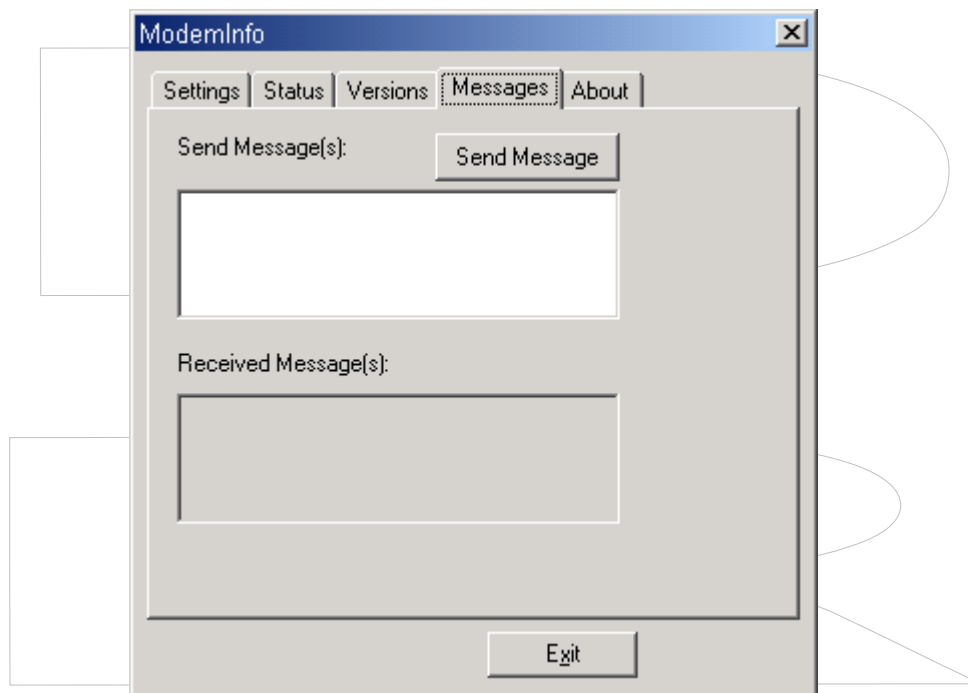 ModemInfo
Settings Status Versions Messages About
Send Message(s): Send Message
Received Message(s):
Exit